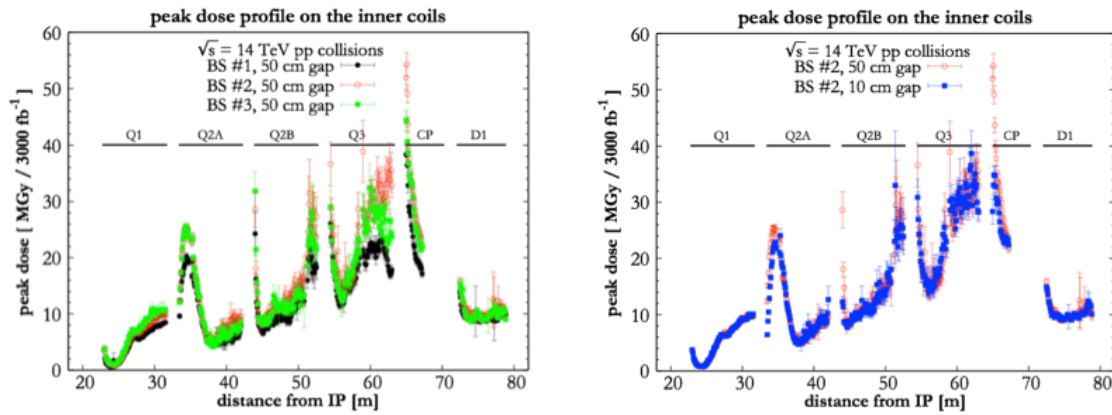 peak dose profile on the inner coils
√s = 14 TeV pp collisions
BS #1, 50 cm gap
BS #2, 50 cm gap
BS #3, 50 cm gap
Q1 Q2A Q2B Q3 CP D1
60
50
40
30
20
10
0
peak dose [ MGy / 3000 fb⁻¹ ]
20 30 40 50 60 70 80
distance from IP [m]
peak dose profile on the inner coils
√s = 14 TeV pp collisions
BS #2, 50 cm gap
BS #2, 10 cm gap
Q1 Q2A Q2B Q3 CP D1
60
50
40
30
20
10
0
peak dose [ MGy / 3000 fb⁻¹ ]
20 30 40 50 60 70 80
distance from IP [m]